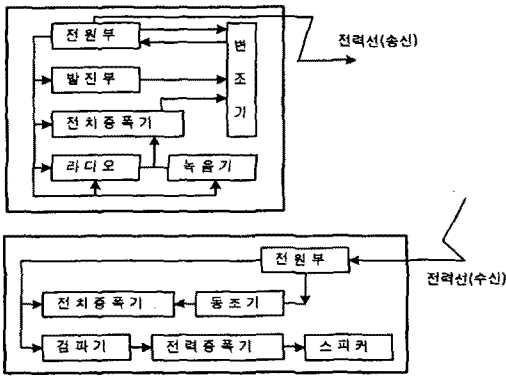 전원부
변조기
전력선(송신)
발진부
전치증폭기
라디오
녹음기
전원부
전력선(수신)
전치증폭기
동조기
검파기
전력증폭기
스피커